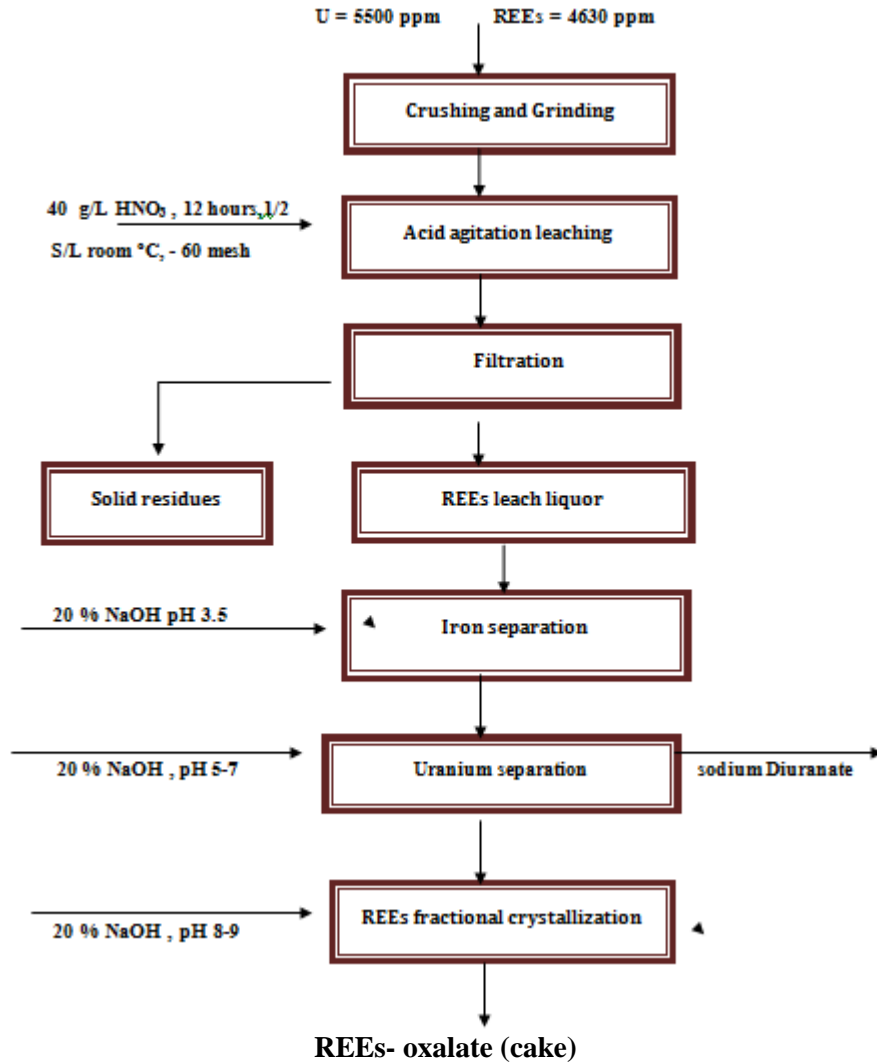 U = 5500 ppm REEs = 4630 ppm
Crushing and Grinding
40 g/L HNO₃ , 12 hours,1/2
S/L room °C, - 60 mesh
Acid agitation leaching
Filtration
Solid residues
REEs leach liquor
20 % NaOH pH 3.5
Iron separation
20 % NaOH , pH 5-7
Uranium separation
sodium Diuranate
20 % NaOH , pH 8-9
REEs fractional crystallization
REEs- oxalate (cake)